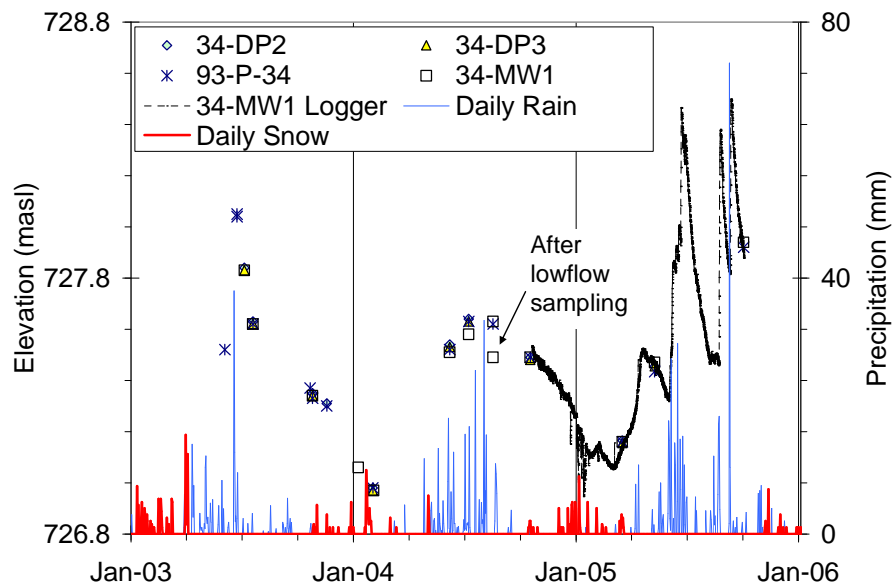 728.8
80
34-DP2
34-DP3
93-P-34
34-MW1
34-MW1 Logger
Daily Rain
Daily Snow
Elevation (masl)
After
lowflow
sampling
727.8
40
Precipitation (mm)
726.8
0
Jan-03
Jan-04
Jan-05
Jan-06